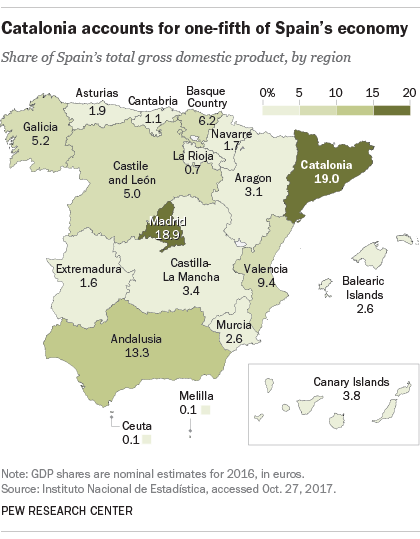 Catalonia accounts for one-fifth of Spain's economy
Share of Spain's total gross domestic product, by region
0% 5 10 15 20
Asturias
1.9
Cantabria
1.1
Basque
Country
6.2
Navarre
1.7
Galicia
5.2
La Rioja
0.7
Castile
and León
5.0
Aragon
3.1
Catalonia
19.0
Madrid
18.9
Extremadura
1.6
Castilla-
La Mancha
3.4
Valencia
9.4
Balearic
Islands
2.6
Murcia
2.6
Andalusia
13.3
Canary Islands
3.8
Melilla
0.1
Ceuta
0.1
Note: GDP shares are nominal estimates for 2016, in euros.
Source: Instituto Nacional de Estadística, accessed Oct. 27, 2017.
PEW RESEARCH CENTER